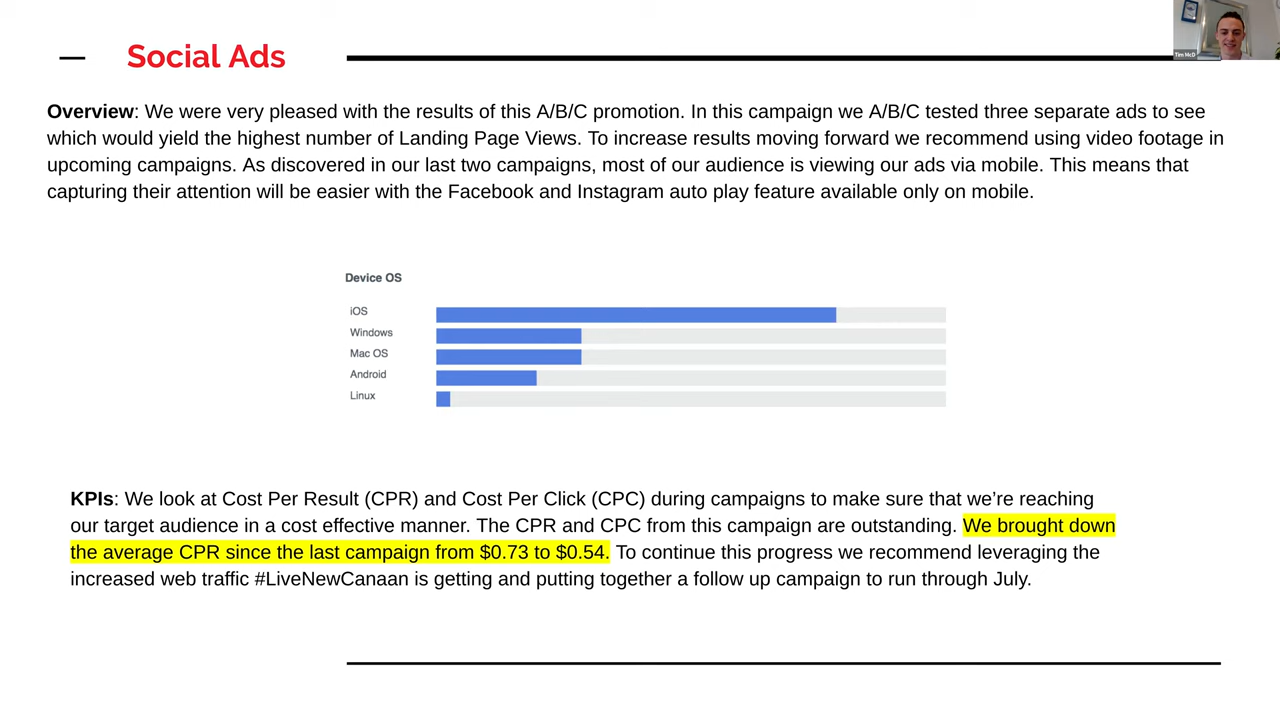 Social Ads
Tim McD
Overview: We were very pleased with the results of this A/B/C promotion. In this campaign we A/B/C tested three separate ads to see
which would yield the highest number of Landing Page Views. To increase results moving forward we recommend using video footage in
upcoming campaigns. As discovered in our last two campaigns, most of our audience is viewing our ads via mobile. This means that
capturing their attention will be easier with the Facebook and Instagram auto play feature available only on mobile.
Device OS
iOS
Windows
Mac OS
Android
Linux
KPIs: We look at Cost Per Result (CPR) and Cost Per Click (CPC) during campaigns to make sure that we’re reaching
our target audience in a cost effective manner. The CPR and CPC from this campaign are outstanding. We brought down
the average CPR since the last campaign from $0.73 to $0.54. To continue this progress we recommend leveraging the
increased web traffic #LiveNewCanaan is getting and putting together a follow up campaign to run through July.